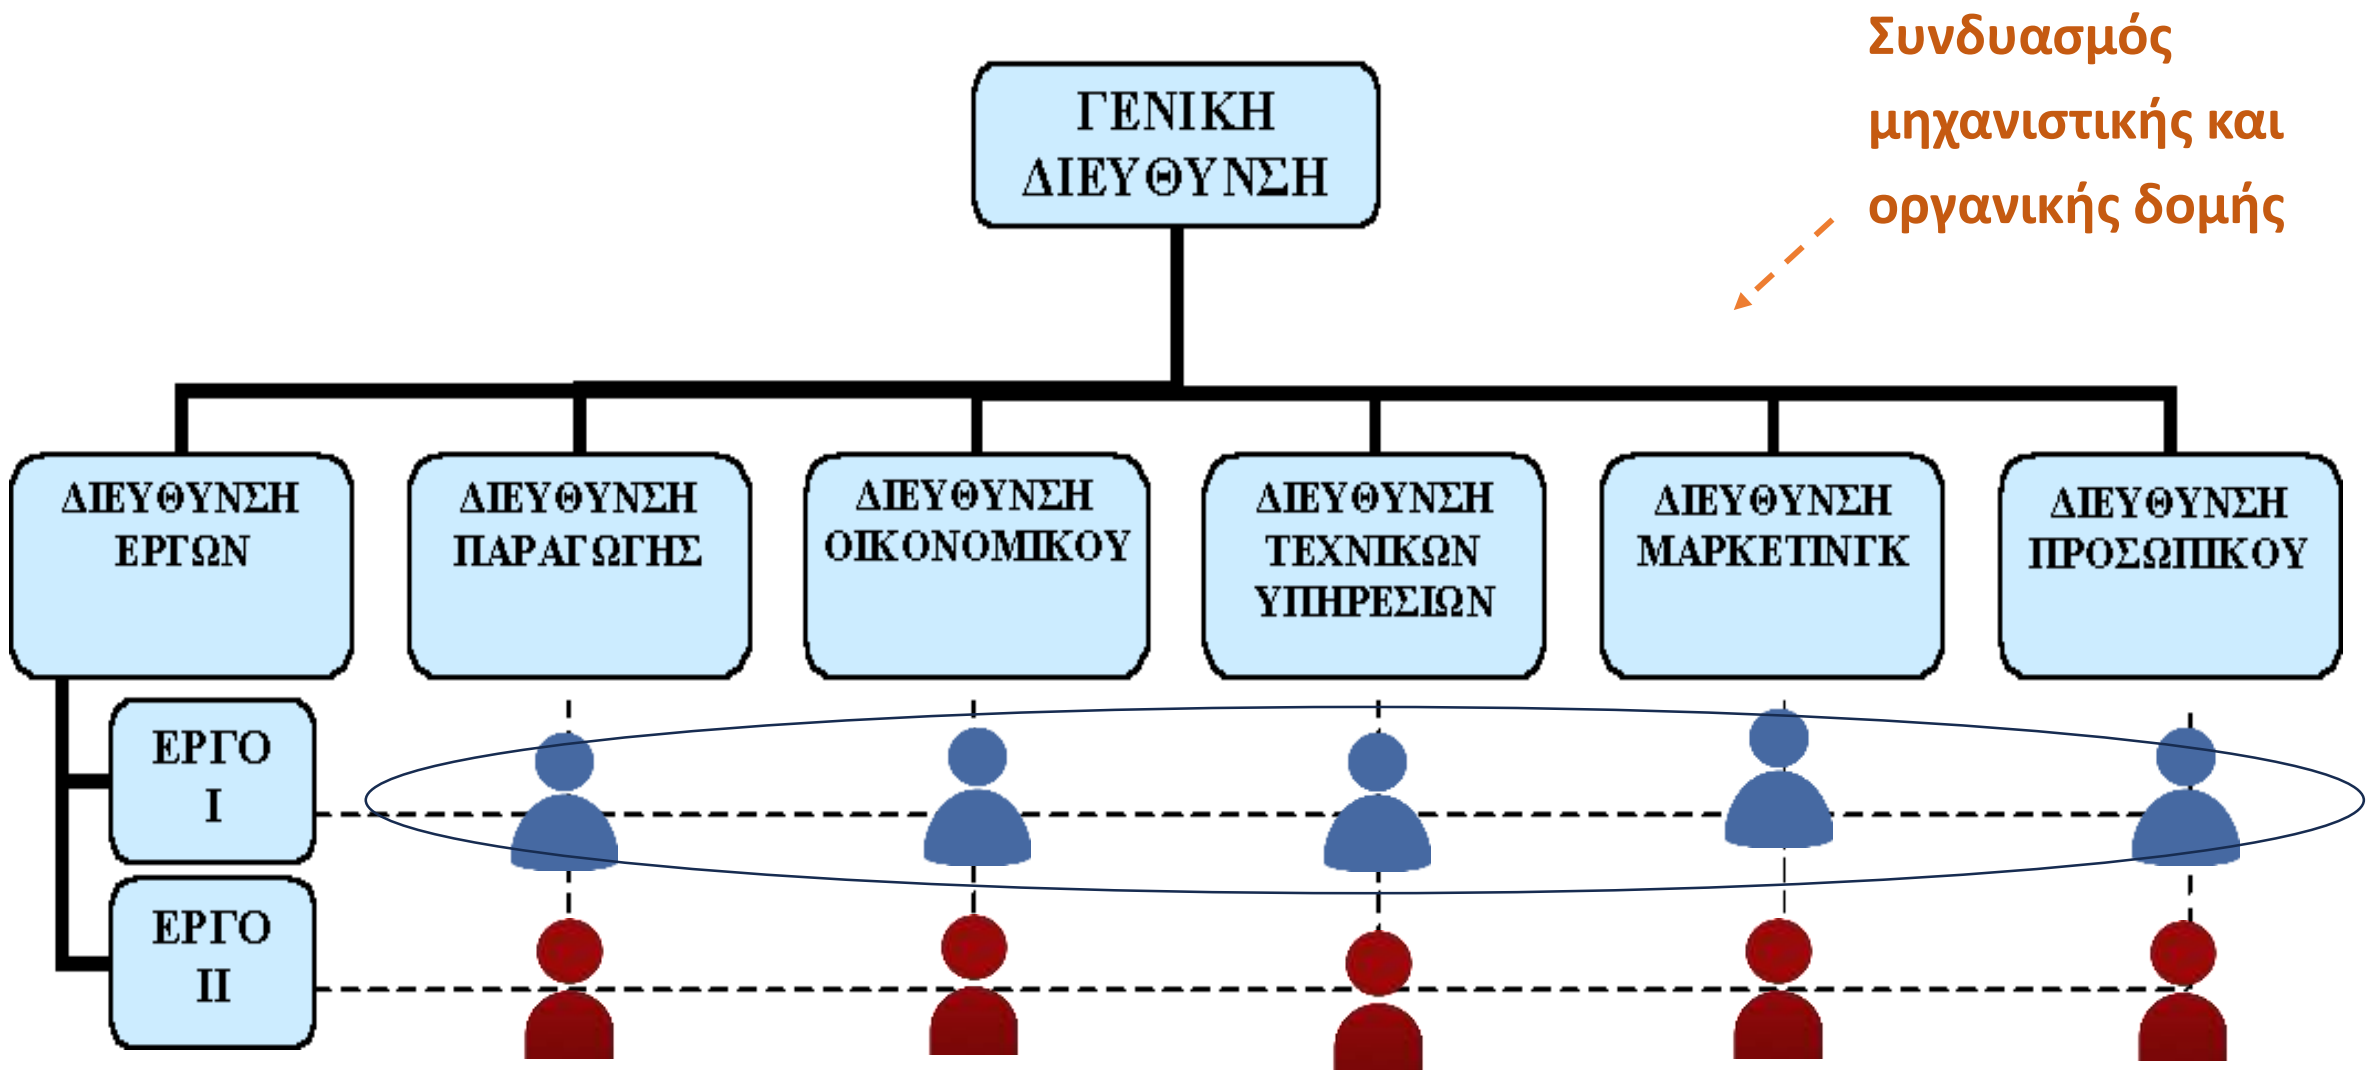 Συνδυασμός
μηχανιστικής και
οργανικής δομής
ΓΕΝΙΚΗ
ΔΙΕΥΘΥΝΣΗ
ΔΙΕΥΘΥΝΣΗ
ΕΡΓΩΝ
ΔΙΕΥΘΥΝΣΗ
ΠΑΡΑΓΩΓΗΣ
ΔΙΕΥΘΥΝΣΗ
ΟΙΚΟΝΟΜΙΚΟΥ
ΔΙΕΥΘΥΝΣΗ
ΤΕΧΝΙΚΩΝ
ΥΠΗΡΕΣΙΩΝ
ΔΙΕΥΘΥΝΣΗ
ΜΑΡΚΕΤΙΝΓΚ
ΔΙΕΥΘΥΝΣΗ
ΠΡΟΣΩΠΙΚΟΥ
ΕΡΓΟ
Ι
ΕΡΓΟ
ΙΙ